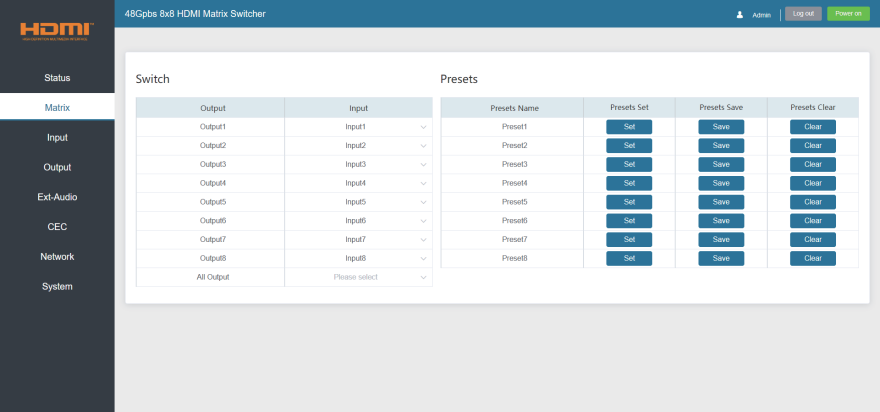 HDMI
48Gpbs 8x8 HDMI Matrix Switcher
Admin
Log out
Power on
Status
Matrix
Input
Output
Ext-Audio
CEC
Network
System
Switch
Output Input
Output1 Input1
Output2 Input2
Output3 Input3
Output4 Input4
Output5 Input5
Output6 Input6
Output7 Input7
Output8 Input8
All Output Please select
Presets
Presets Name Presets Set Presets Save Presets Clear
Preset1 Set Save Clear
Preset2 Set Save Clear
Preset3 Set Save Clear
Preset4 Set Save Clear
Preset5 Set Save Clear
Preset6 Set Save Clear
Preset7 Set Save Clear
Preset8 Set Save Clear